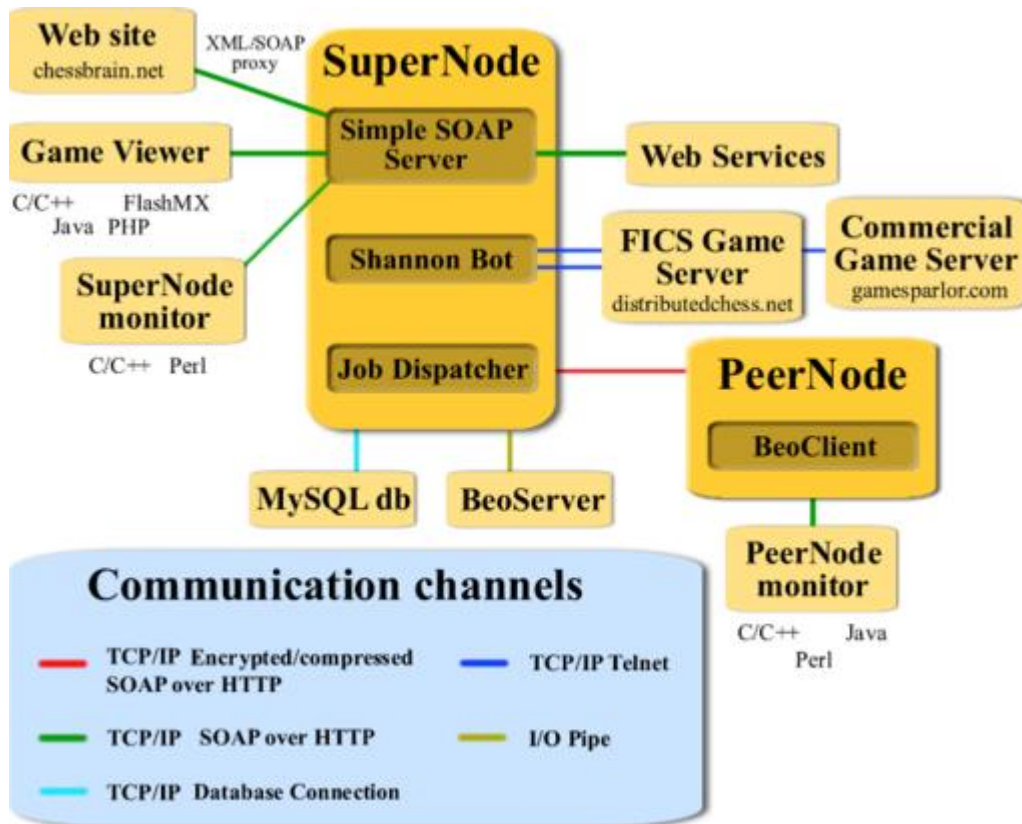 Web site
chessbrain.net
XML/SOAP
proxy
SuperNode
Simple SOAP
Server
Game Viewer
C/C++ FlashMX
Java PHP
Web Services
Shannon Bot
FICS Game
Server
distributedchess.net
Commercial
Game Server
gamesparlor.com
SuperNode
monitor
C/C++ Perl
Job Dispatcher
PeerNode
BeoClient
MySQL db
BeoServer
PeerNode
monitor
C/C++ Java
Perl
Communication channels
TCP/IP Encrypted/compressed
SOAP over HTTP
TCP/IP Telnet
TCP/IP SOAP over HTTP
I/O Pipe
TCP/IP Database Connection